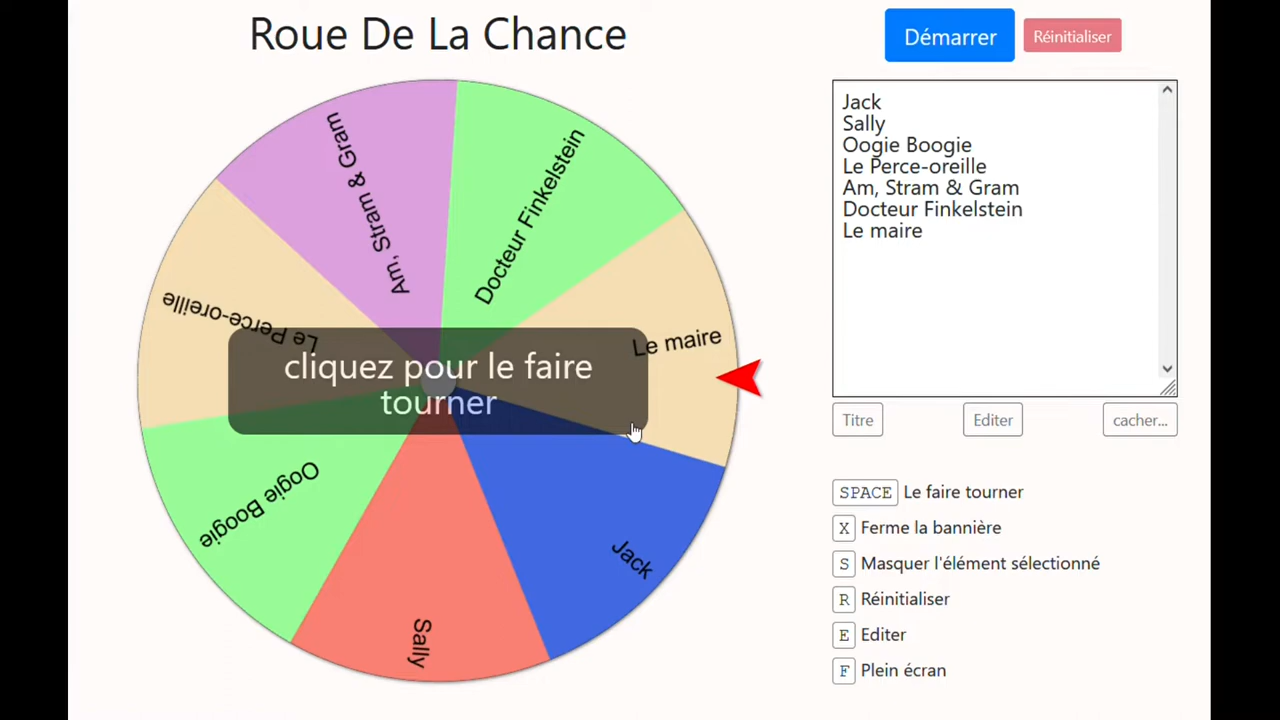 Roue De La Chance
Démarrer
Réinitialiser
Am, Stram & Gram
Docteur Finkelstein
Le Perce-oreille
Le maire
cliquez pour le faire
tourner
Oogie Boogie
Jack
Sally
Jack
Sally
Oogie Boogie
Le Perce-oreille
Am, Stram & Gram
Docteur Finkelstein
Le maire
Titre
Editer
cacher...
SPACE Le faire tourner
X Ferme la bannière
S Masquer l'élément sélectionné
R Réinitialiser
E Editer
F Plein écran